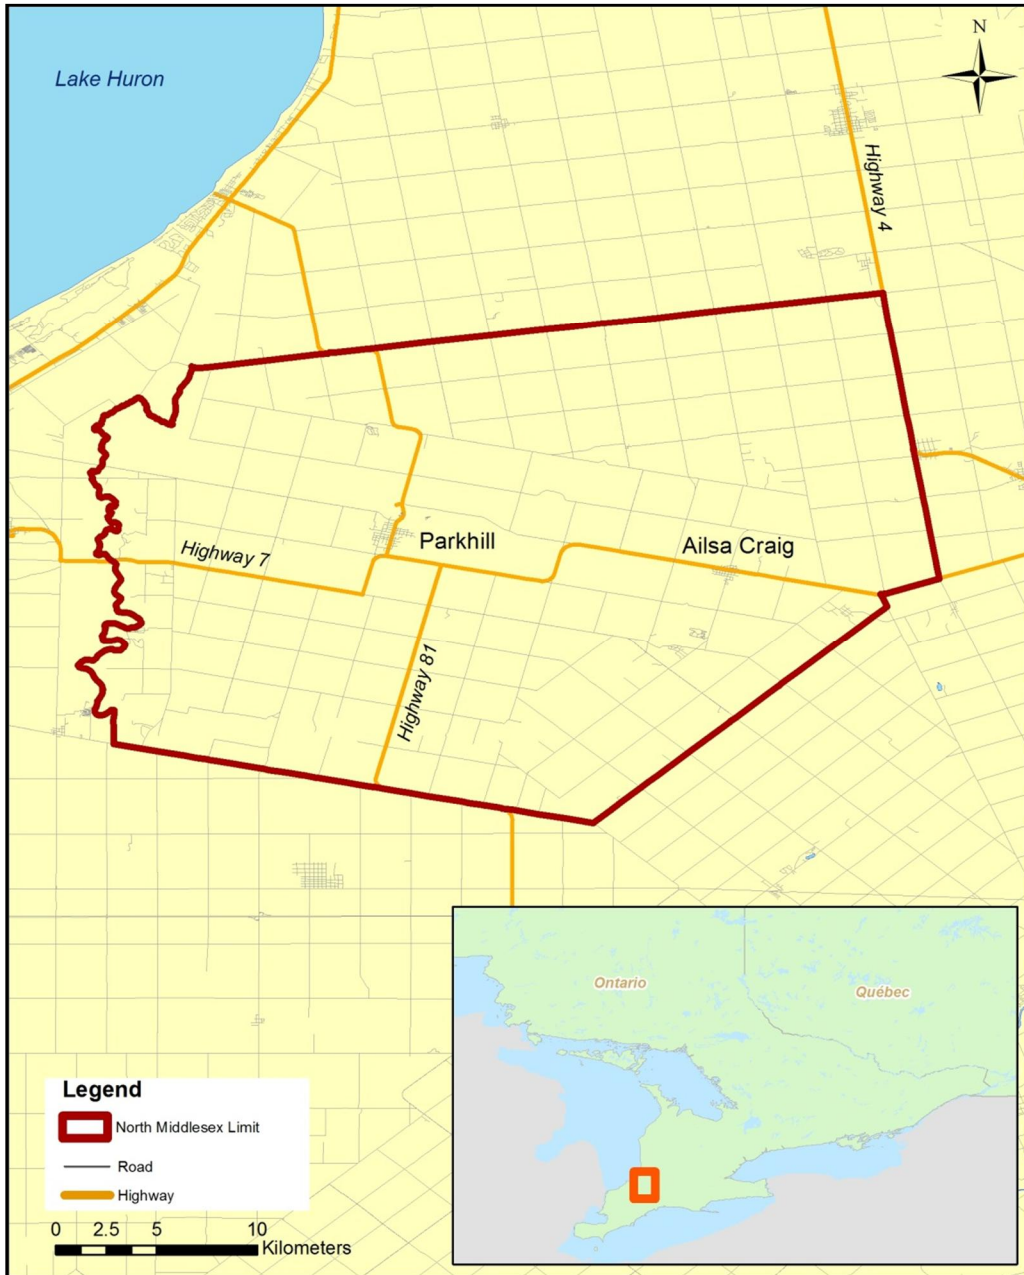 Lake Huron
N
Highway 4
Parkhill
Ailsa Craig
Highway 7
Highway 81
Ontario
Québec
Legend
North Middlesex Limit
Road
Highway
0 2.5 5 10
Kilometers